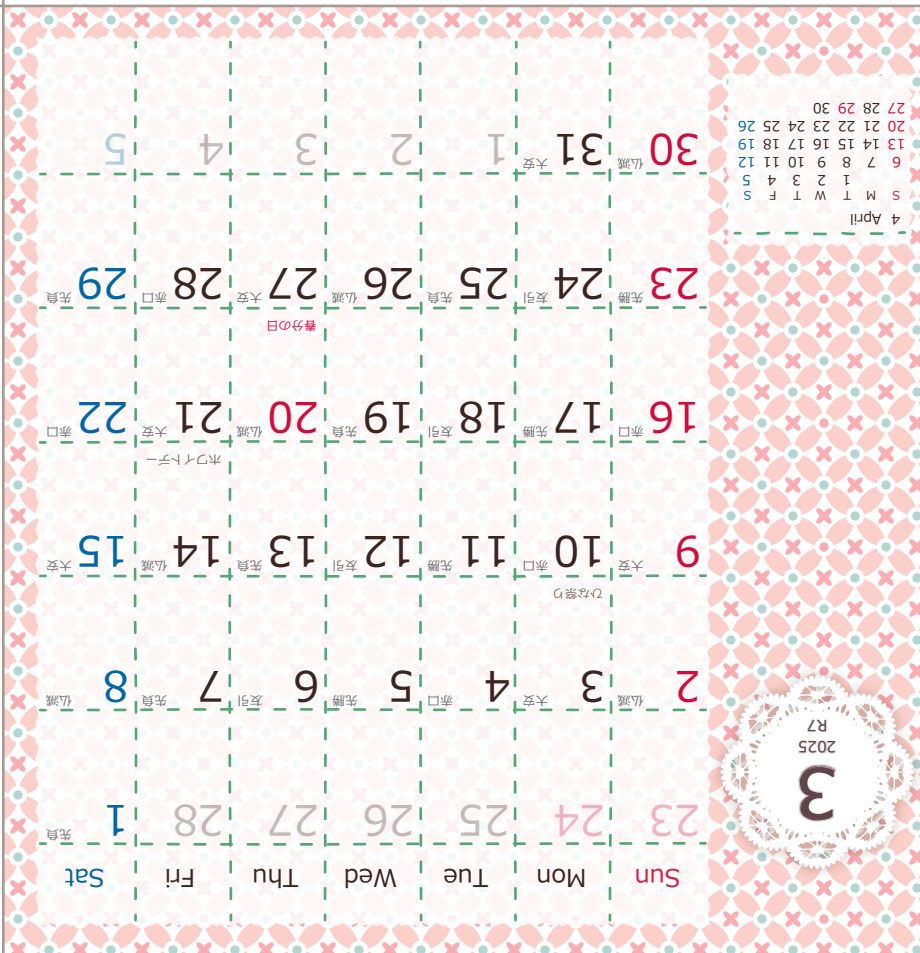 3
2025
R7
Sun Mon Tue Wed Thu Fri Sat
23 24 25 26 27 28 1 先負
2 仏滅 3 大安 4 赤口 5 先勝 6 友引 7 先負 8 仏滅
ひな祭り
9 大安 10 赤口 11 先勝 12 友引 13 先負 14 仏滅 15 大安
ホワイトデー
16 赤口 17 先勝 18 友引 19 先負 20 仏滅 21 大安 22 赤口
春分の日
23 先勝 24 友引 25 先負 26 仏滅 27 大安 28 赤口 29 先負
30 仏滅 31 大安 1 2 3 4 5
4 April
S M T W T F S
1 2 3 4 5
6 7 8 9 10 11 12
13 14 15 16 17 18 19
20 21 22 23 24 25 26
27 28 29 30